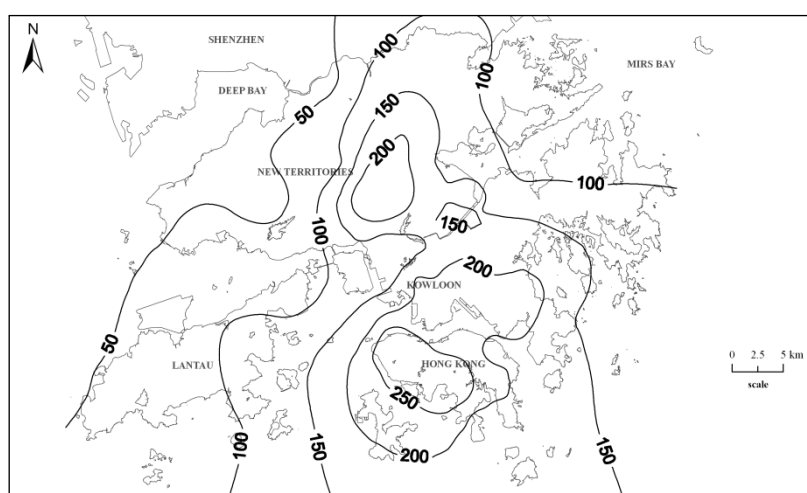 N
SHENZHEN
100
MIRS BAY
100
DEEP BAY
50
150
200
NEW TERRITORIES
100
150
100
200
KOWLOON
50
LANTAU
HONG KONG
0 2.5 5 km
scale
250
100
150
200
150